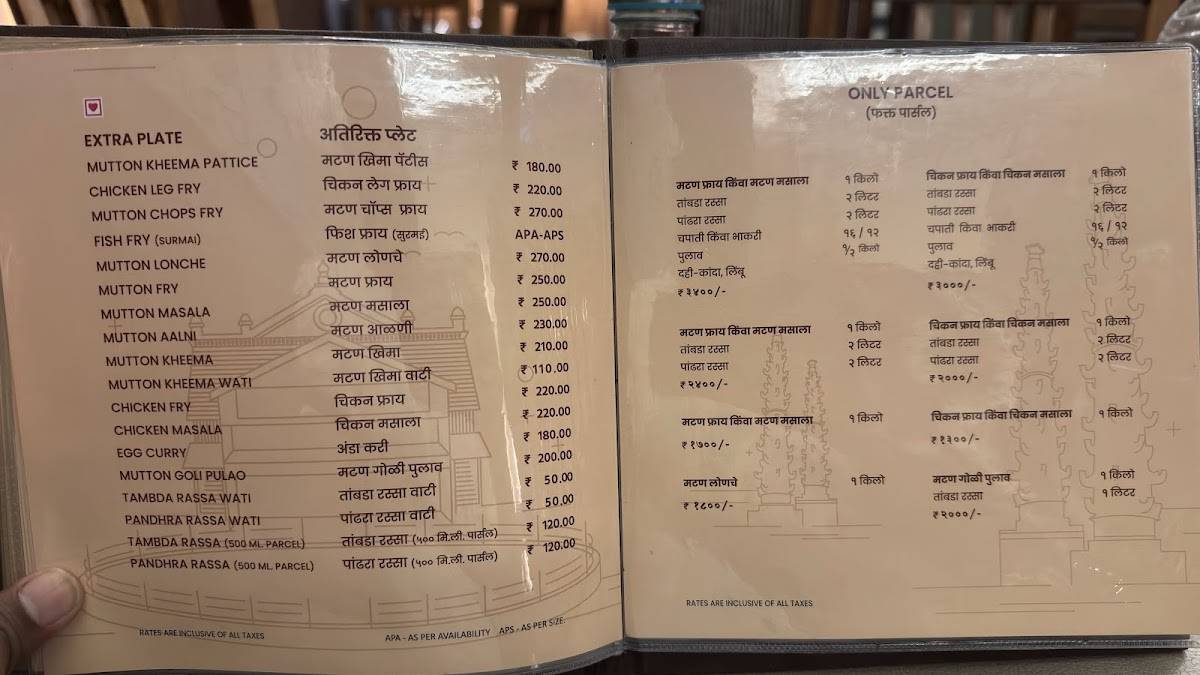 EXTRA PLATE अतिरिक्त प्लेट
MUTTON KHEEMA PATTICE मटण खिमा पॅटीस ₹ 180.00
CHICKEN LEG FRY चिकन लेग फ्राय ₹ 220.00
MUTTON CHOPS FRY मटण चॉप्स फ्राय ₹ 270.00
FISH FRY (SURMAI) फिश फ्राय (सुरमई) APA-APS
MUTTON LONCHE मटण लोणचे ₹ 270.00
MUTTON FRY मटण फ्राय ₹ 250.00
MUTTON MASALA मटण मसाला ₹ 250.00
MUTTON AALNI मटण आळणी ₹ 230.00
MUTTON KHEEMA मटण खिमा ₹ 210.00
MUTTON KHEEMA WATI मटण खिमा वाटी ₹ 110.00
CHICKEN FRY चिकन फ्राय ₹ 220.00
CHICKEN MASALA चिकन मसाला ₹ 220.00
EGG CURRY अंडा करी ₹ 180.00
MUTTON GOLI PULAO मटण गोळी पुलाव ₹ 200.00
TAMBDA RASSA WATI तांबडा रस्सा वाटी ₹ 50.00
PANDHRA RASSA WATI पांढरा रस्सा वाटी ₹ 50.00
TAMBDA RASSA (500 ML. PARCEL) तांबडा रस्सा (५०० मि.ली. पार्सल) ₹ 120.00
PANDHRA RASSA (500 ML. PARCEL) पांढरा रस्सा (५०० मि.ली. पार्सल) ₹ 120.00
RATES ARE INCLUSIVE OF ALL TAXES APA - AS PER AVAILABILITY APS - AS PER SIZE.
ONLY PARCEL
(फक्त पार्सल)
मटण फ्राय किंवा मटण मसाला १ किलो
तांबडा रस्सा २ लिटर
पांढरा रस्सा २ लिटर
चपाती किंवा भाकरी १६ / १२
पुलाव १/२ किलो
दही-कांदा, लिंबू
₹ ३४००/-
चिकन फ्राय किंवा चिकन मसाला १ किलो
तांबडा रस्सा २ लिटर
पांढरा रस्सा २ लिटर
चपाती किवा भाकरी १६ / १२
पुलाव १/२ किलो
दही-कांदा, लिंबू
₹ ३०००/-
मटण फ्राय किंवा मटण मसाला १ किलो
तांबडा रस्सा २ लिटर
पांढरा रस्सा २ लिटर
₹ २४००/-
चिकन फ्राय किंवा चिकन मसाला १ किलो
तांबडा रस्सा २ लिटर
पांढरा रस्सा २ लिटर
₹ २०००/-
मटण फ्राय किंवा मटण मसाला १ किलो
₹ १७००/-
चिकन फ्राय किंवा चिकन मसाला १ किलो
₹ १३००/-
मटण लोणचे १ किलो
₹ १८००/-
मटण गोळी पुलाव १ किलो
तांबडा रस्सा १ लिटर
₹ २०००/-
RATES ARE INCLUSIVE OF ALL TAXES